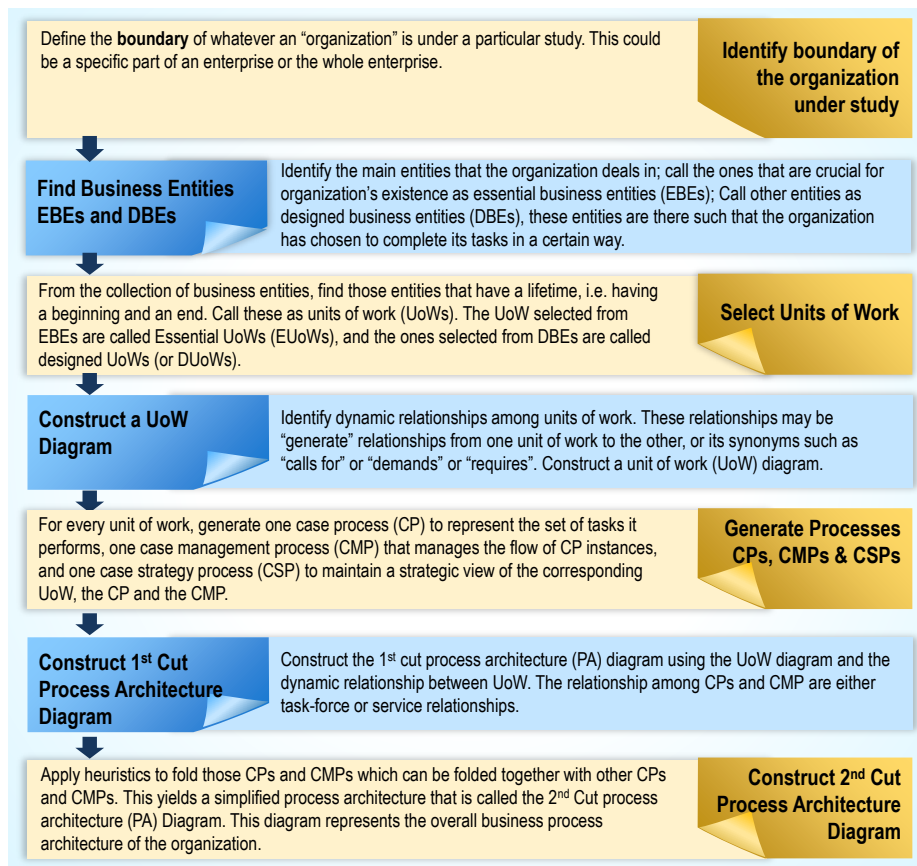 Define the boundary of whatever an “organization” is under a particular study. This could
be a specific part of an enterprise or the whole enterprise.
Identify boundary of
the organization
under study
Find Business Entities
EBEs and DBEs
Identify the main entities that the organization deals in; call the ones that are crucial for
organization’s existence as essential business entities (EBEs); Call other entities as
designed business entities (DBEs), these entities are there such that the organization
has chosen to complete its tasks in a certain way.
From the collection of business entities, find those entities that have a lifetime, i.e. having
a beginning and an end. Call these as units of work (UoWs). The UoW selected from
EBEs are called Essential UoWs (EUoWs), and the ones selected from DBEs are called
designed UoWs (or DUoWs).
Select Units of Work
Construct a UoW
Diagram
Identify dynamic relationships among units of work. These relationships may be
“generate” relationships from one unit of work to the other, or its synonyms such as
“calls for” or “demands” or “requires”. Construct a unit of work (UoW) diagram.
For every unit of work, generate one case process (CP) to represent the set of tasks it
performs, one case management process (CMP) that manages the flow of CP instances,
and one case strategy process (CSP) to maintain a strategic view of the corresponding
UoW, the CP and the CMP.
Generate Processes
CPs, CMPs & CSPs
Construct 1st Cut
Process Architecture
Diagram
Construct the 1st cut process architecture (PA) diagram using the UoW diagram and the
dynamic relationship between UoW. The relationship among CPs and CMP are either
task-force or service relationships.
Apply heuristics to fold those CPs and CMPs which can be folded together with other CPs
and CMPs. This yields a simplified process architecture that is called the 2nd Cut process
architecture (PA) Diagram. This diagram represents the overall business process
architecture of the organization.
Construct 2nd Cut
Process Architecture
Diagram